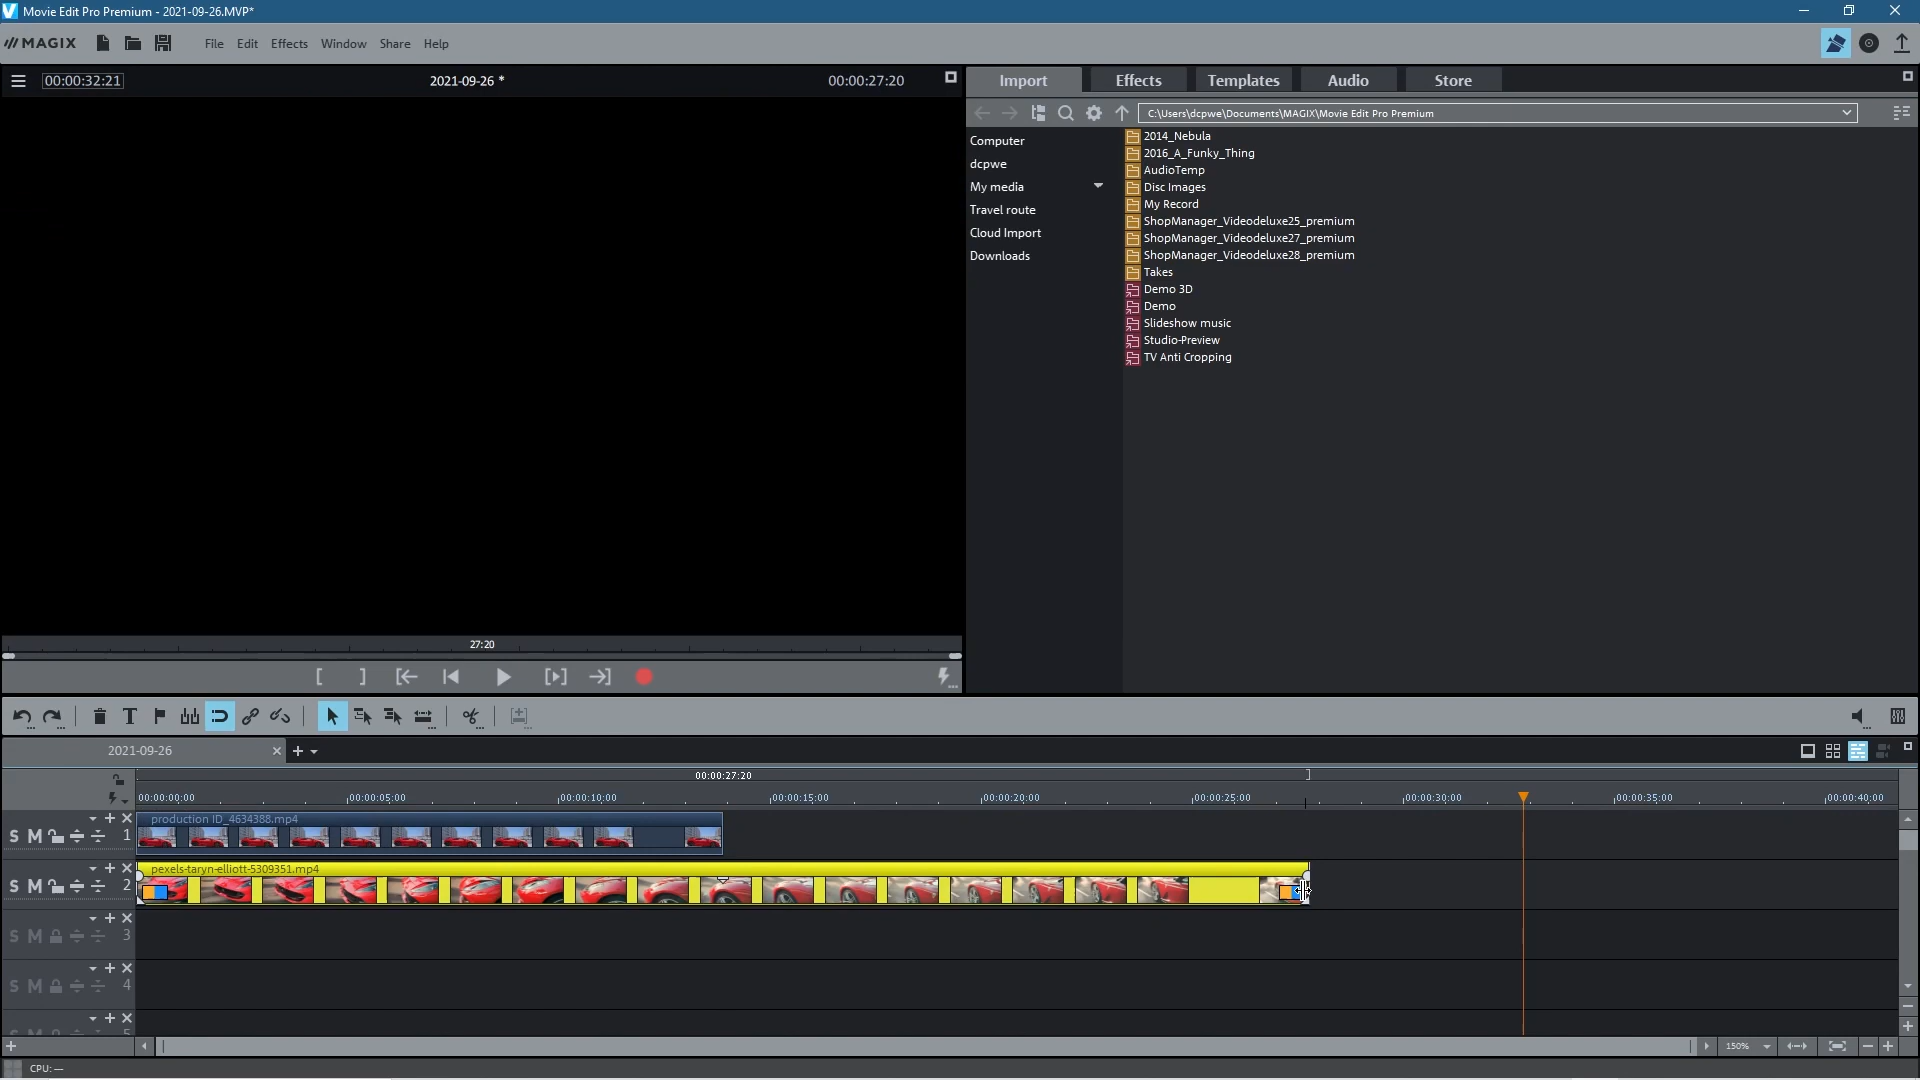 Movie Edit Pro Premium - 2021-09-26.MVP*
MAGIX File Edit Effects Window Share Help
00:00:32:21 2021-09-26 * 00:00:27:20
Import Effects Templates Audio Store
C:\Users\dcpwe\Documents\MAGIX\Movie Edit Pro Premium
Computer
dcpwe
My media
Travel route
Cloud Import
Downloads
2014_Nebula
2016_A_Funky_Thing
AudioTemp
Disc Images
My Record
ShopManager_Videodeluxe25_premium
ShopManager_Videodeluxe27_premium
ShopManager_Videodeluxe28_premium
Takes
Demo 3D
Demo
Slideshow music
Studio-Preview
TV Anti Cropping
27:20
2021-09-26
00:00:27:20
00:00:00:00 00:00:05:00 00:00:10:00 00:00:15:00 00:00:20:00 00:00:25:00 00:00:30:00 00:00:35:00 00:00:40:00
production ID_4634388.mp4
S M 1
pexels-taryn-elliott-5309351.mp4
S M 2
S M 3
S M 4
S M 5
150%
CPU: —